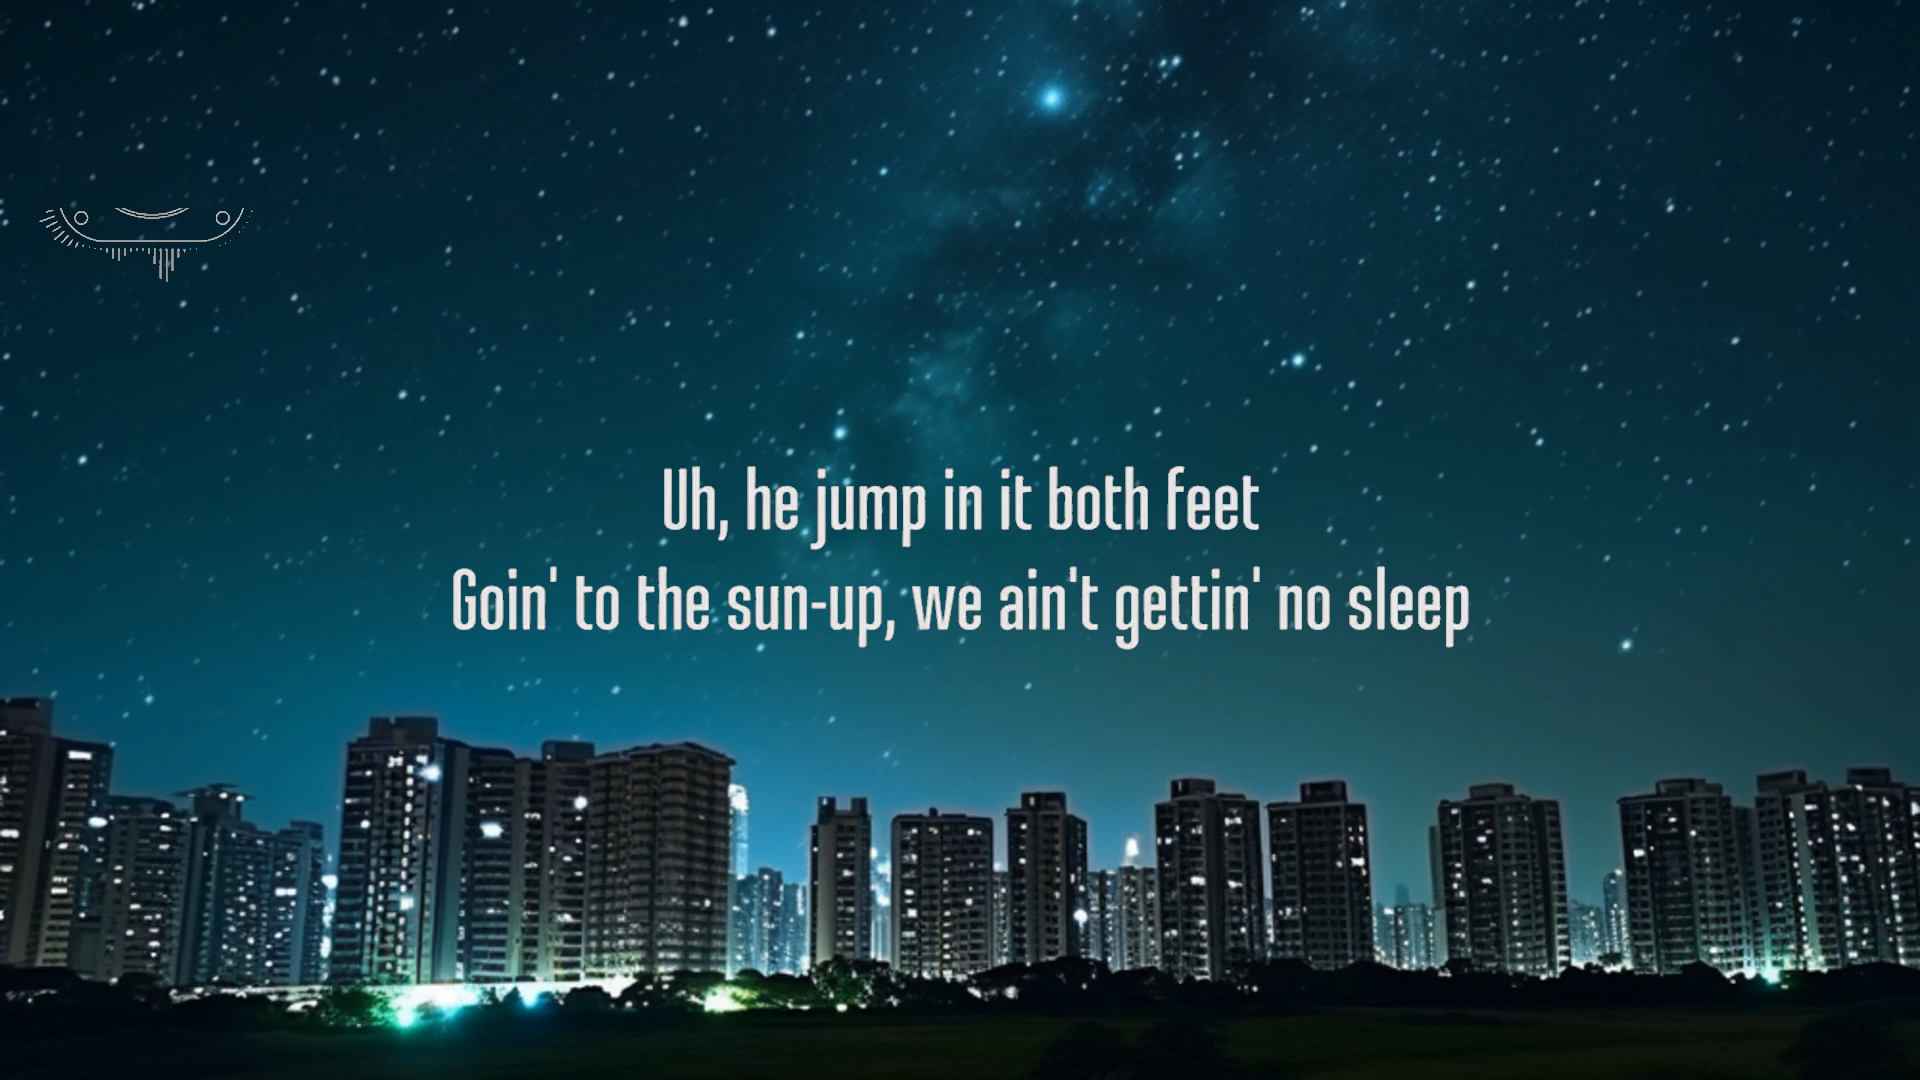 Uh, he jump in it both feet
Goin' to the sun-up, we ain't gettin' no sleep